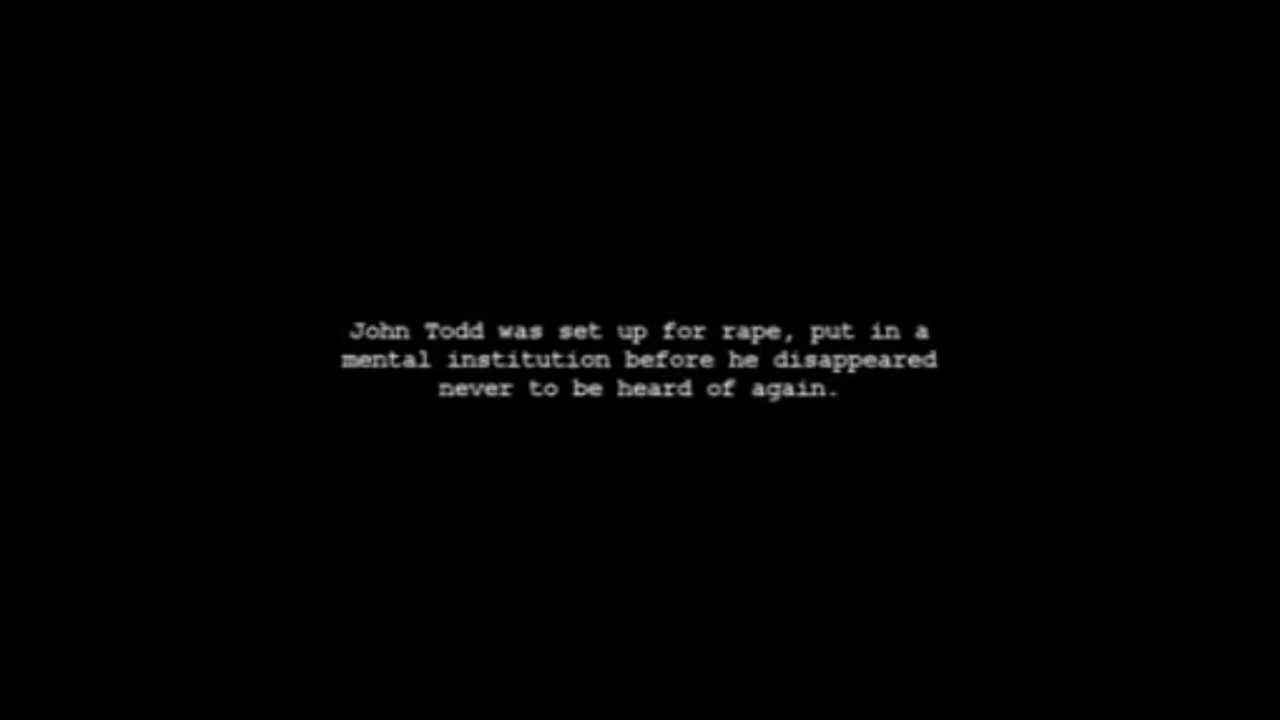 John Todd was set up for rape, put in a
mental institution before he disappeared
never to be heard of again.